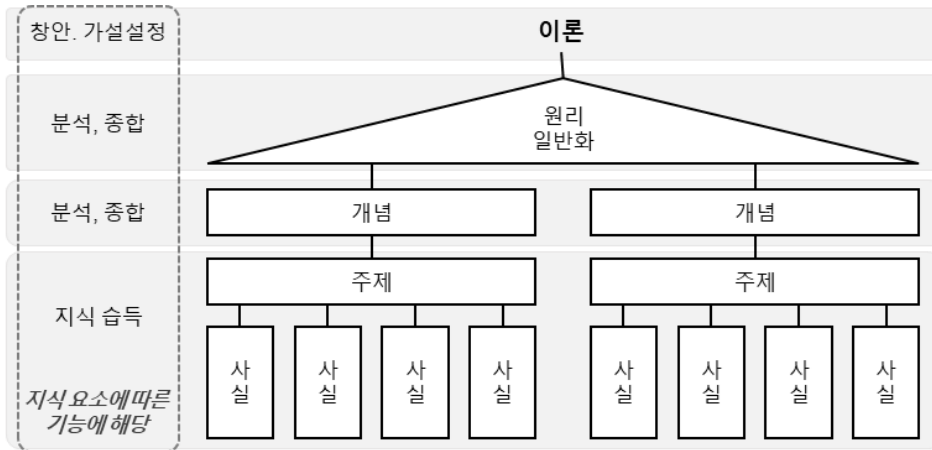 창안. 가설설정
이론
분석, 종합
원리
일반화
분석, 종합
개념
개념
지식 습득
주제
주제
사실
사실
사실
사실
사실
사실
사실
사실
지식 요소에 따른
기능에 해당